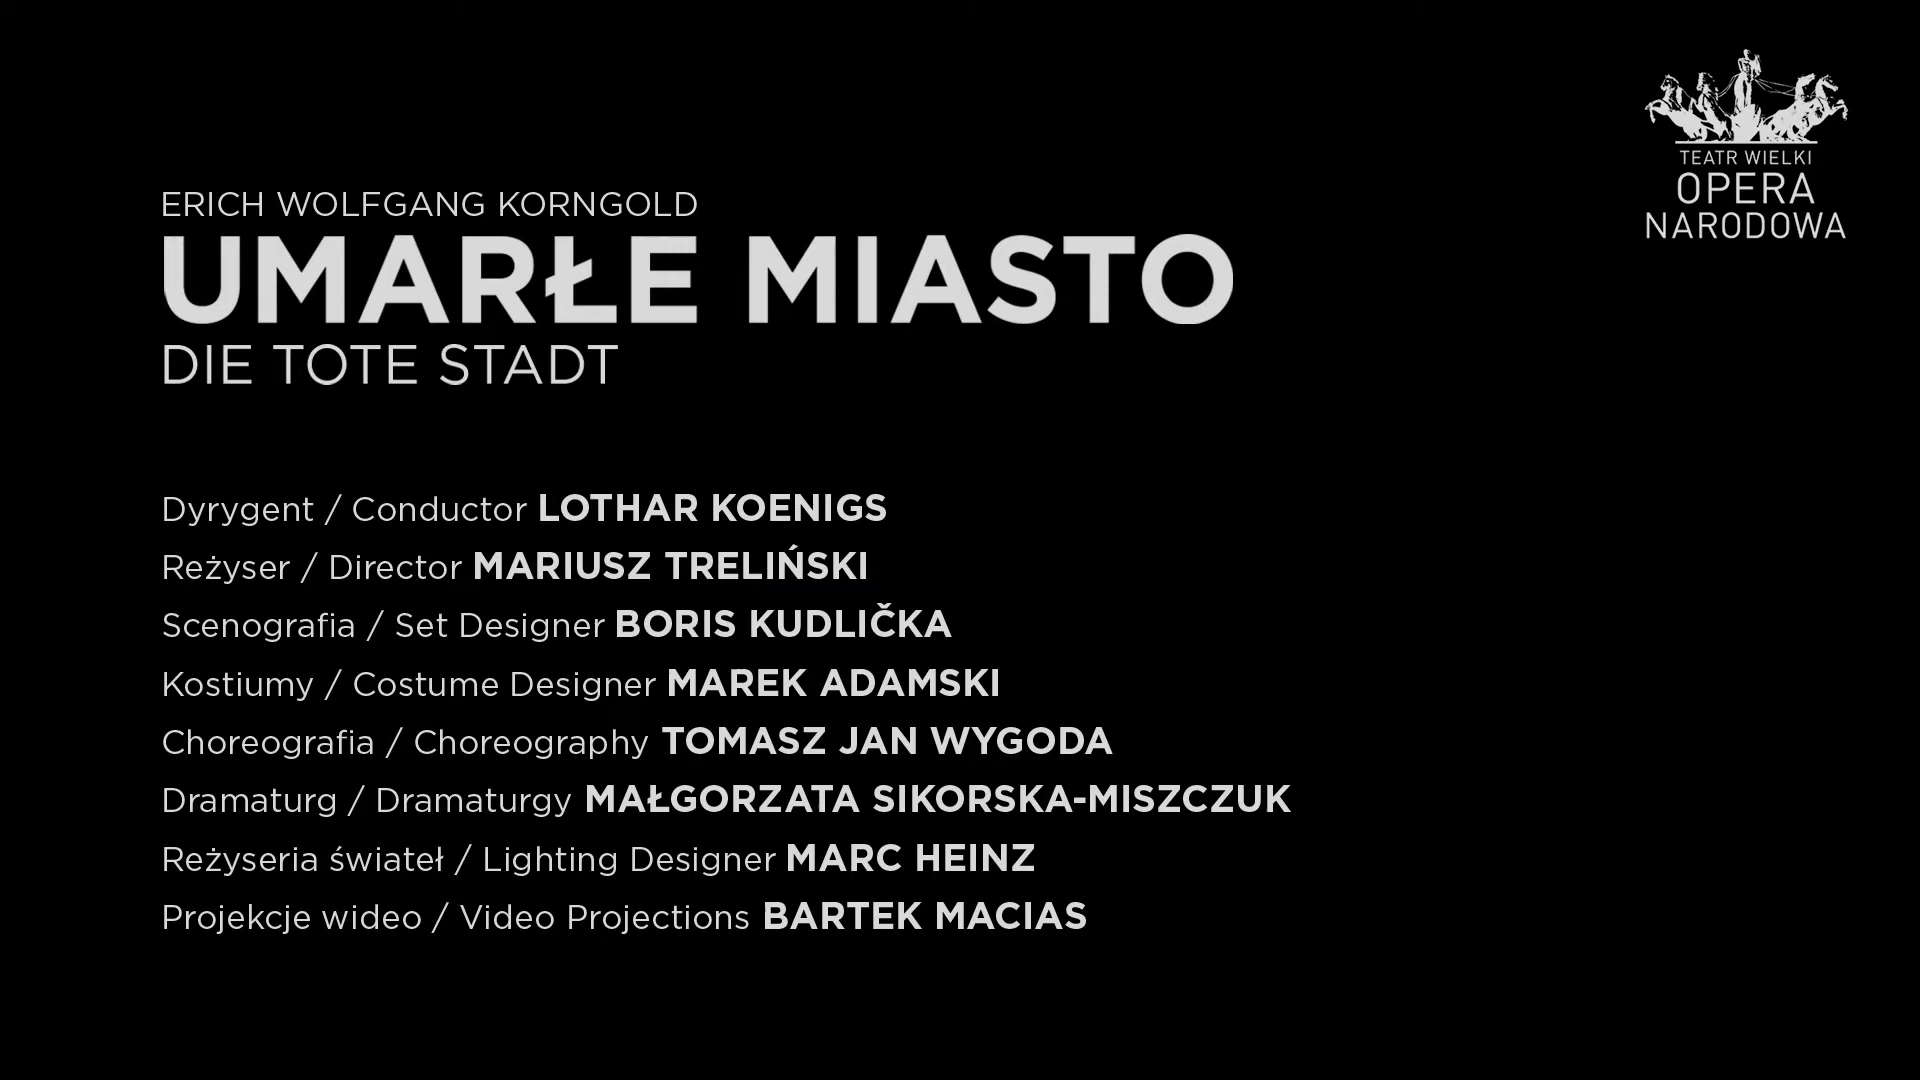 ERICH WOLFGANG KORNGOLD
UMARŁE MIASTO
DIE TOTE STADT
TEATR WIELKI
OPERA
NARODOWA
Dyrygent / Conductor LOTHAR KOENIGS
Reżyser / Director MARIUSZ TRELIŃSKI
Scenografia / Set Designer BORIS KUDLIČKA
Kostiumy / Costume Designer MAREK ADAMSKI
Choreografia / Choreography TOMASZ JAN WYGODA
Dramaturg / Dramaturgy MAŁGORZATA SIKORSKA-MISZCZUK
Reżyseria świateł / Lighting Designer MARC HEINZ
Projekcje wideo / Video Projections BARTEK MACIAS